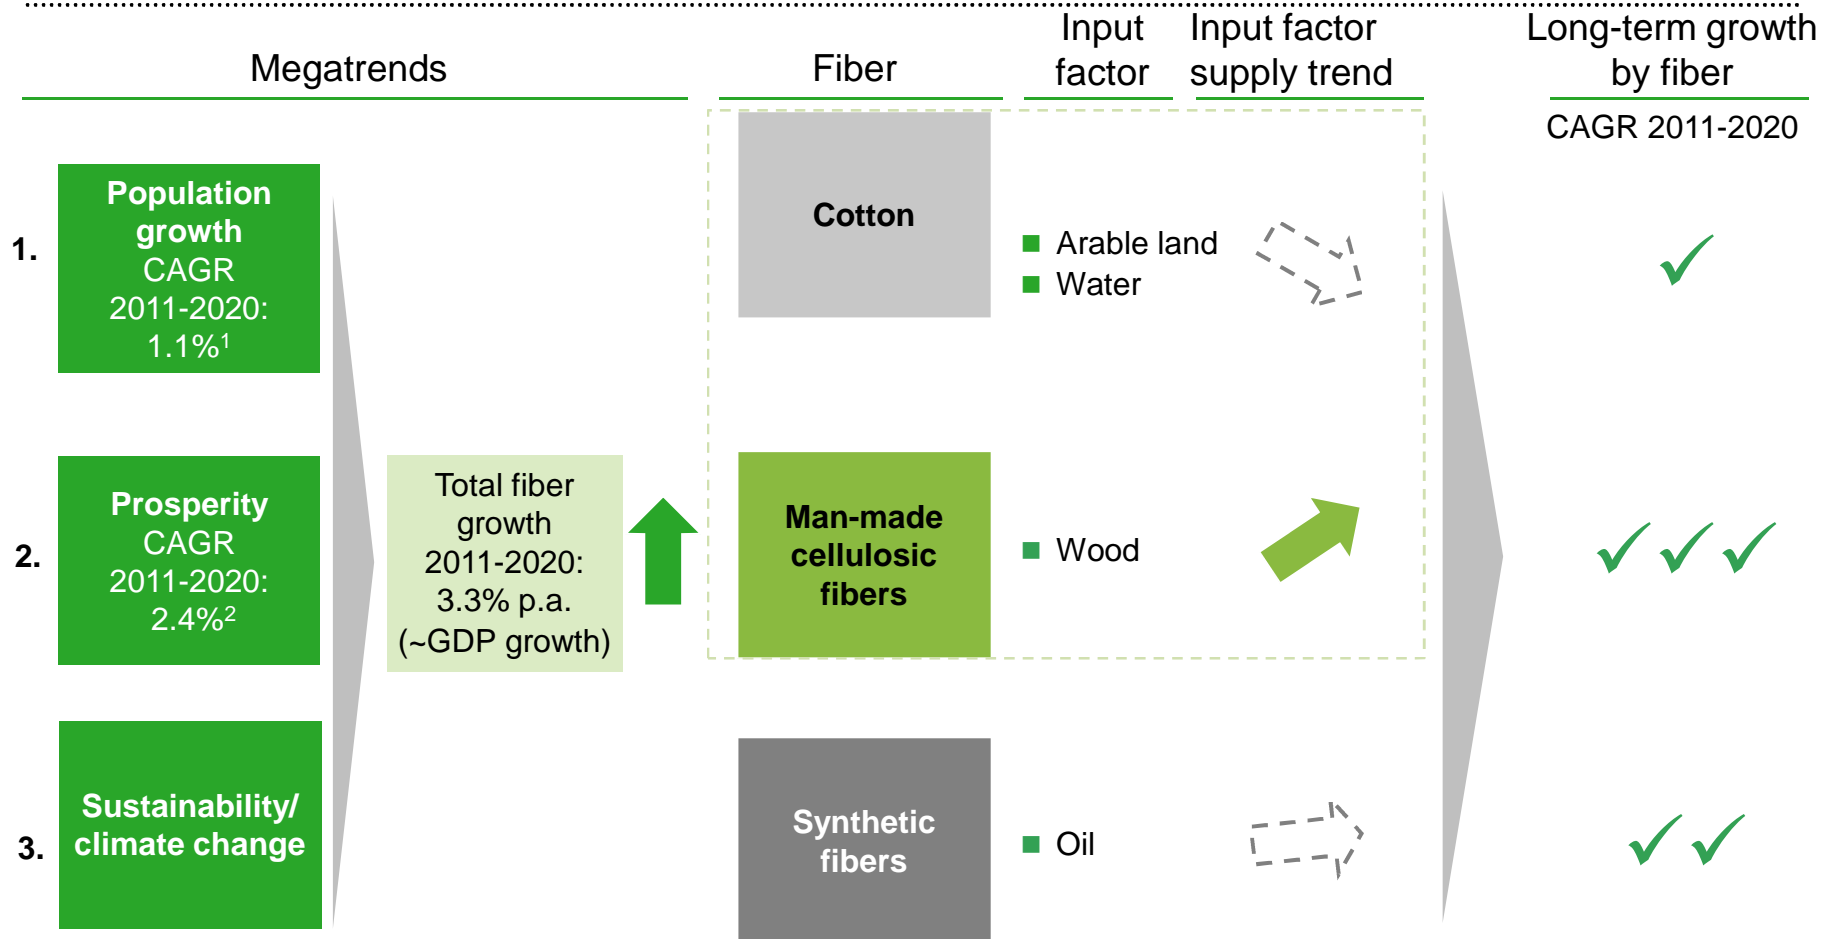 Megatrends
Fiber
Input
factor
Input factor
supply trend
Long-term growth
by fiber
CAGR 2011-2020
1.
Population
growth
CAGR
2011-2020:
1.1%1
2.
Prosperity
CAGR
2011-2020:
2.4%2
3.
Sustainability/
climate change
Total fiber
growth
2011-2020:
3.3% p.a.
(~GDP growth)
Cotton
Arable land
Water
Man-made
cellulosic
fibers
Wood
Synthetic
fibers
Oil